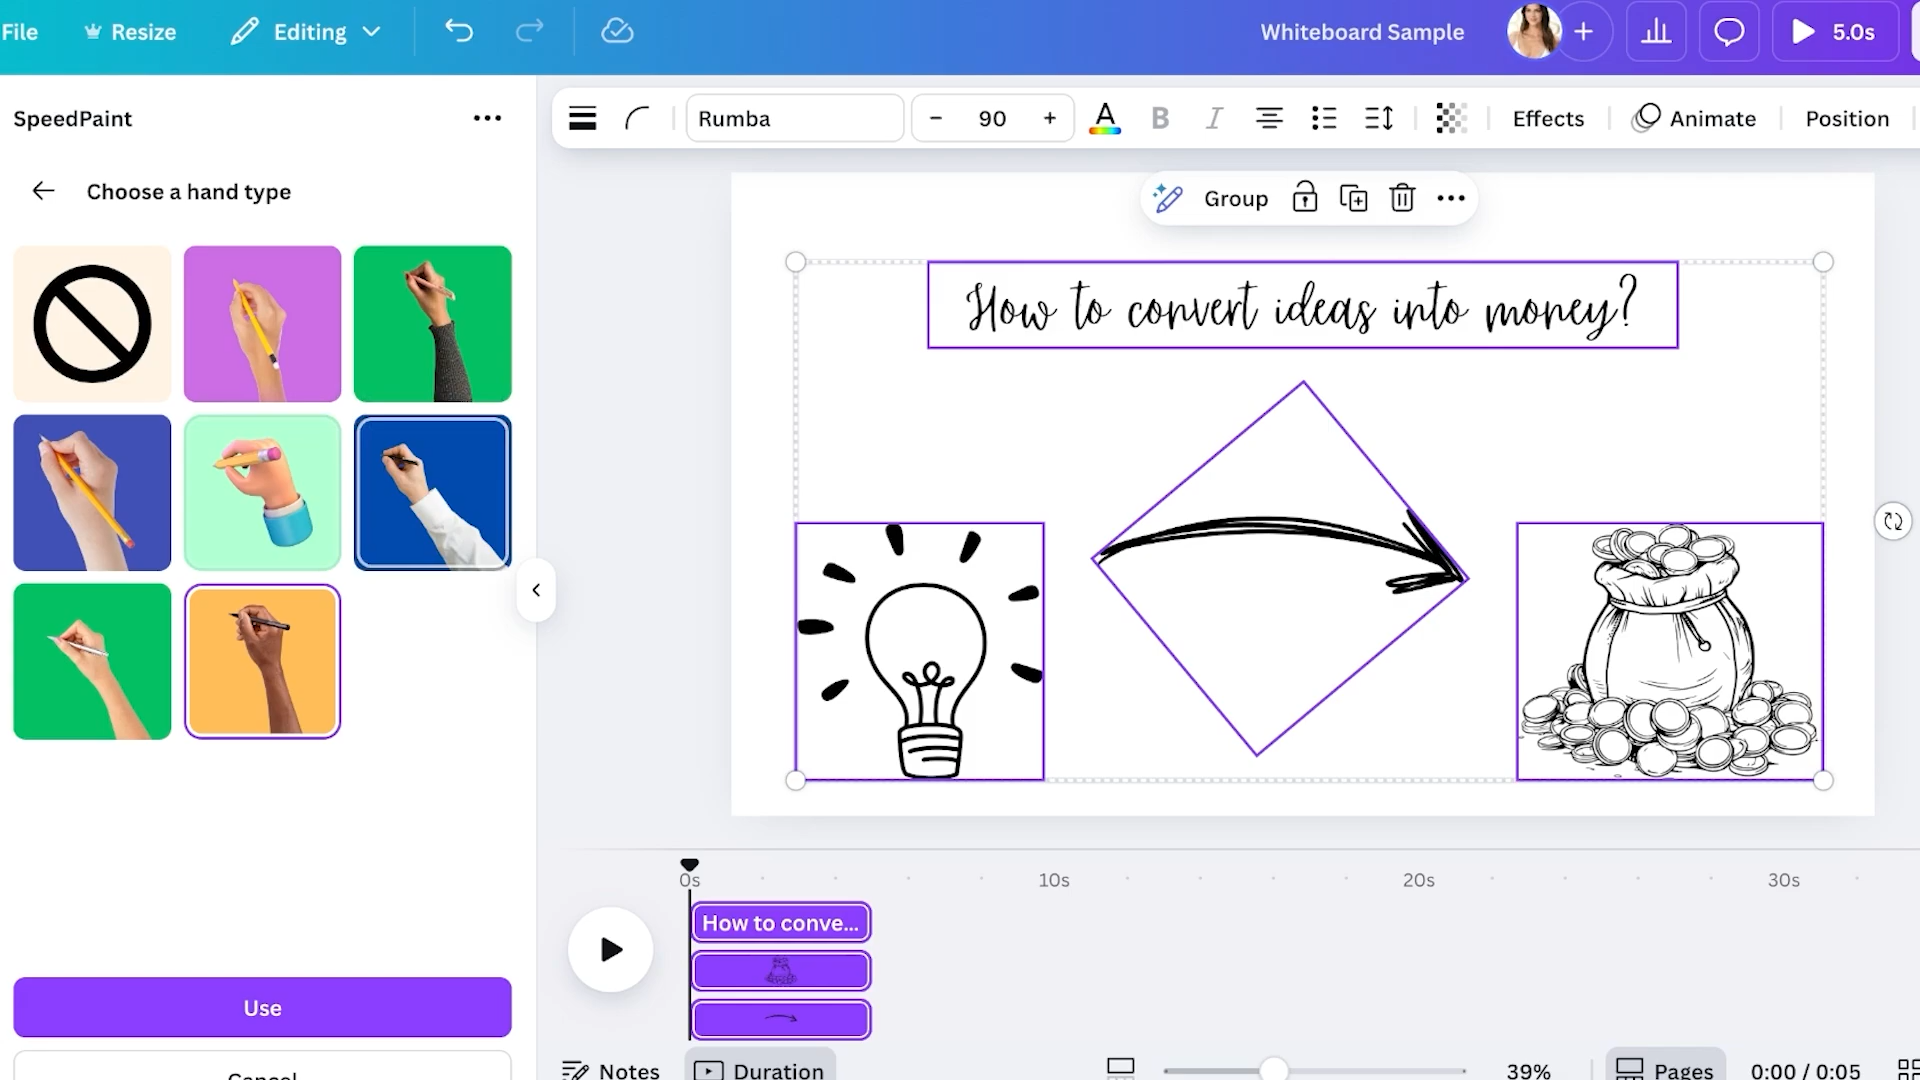 File Resize Editing Whiteboard Sample 5.0s
SpeedPaint
Rumba 90 A B I Effects Animate Position
Choose a hand type
Group
How to convert ideas into money?
0s 10s 20s 30s
How to conve...
Use
Cancel
Notes Duration 39% Pages 0:00 / 0:05